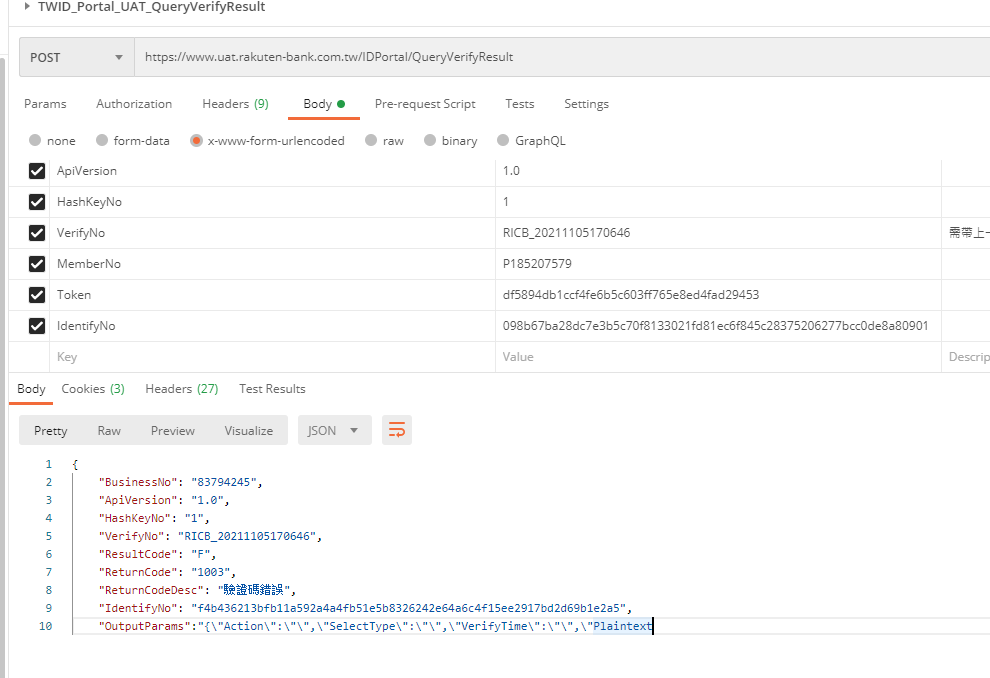 TWID_Portal_UAT_QueryVerifyResult
POST https://www.uat.rakuten-bank.com.tw/IDPortal/QueryVerifyResult
Params Authorization Headers (9) Body Pre-request Script Tests Settings
none form-data x-www-form-urlencoded raw binary GraphQL
ApiVersion 1.0
HashKeyNo 1
VerifyNo RICB_20211105170646 需帶上一
MemberNo P185207579
Token df5894db1ccf4fe6b5c603ff765e8ed4fad29453
IdentifyNo 098b67ba28dc7e3b5c70f8133021fd81ec6f845c28375206277bcc0de8a80901
Key Value Descrip
Body Cookies (3) Headers (27) Test Results
Pretty Raw Preview Visualize JSON
1 {
2 "BusinessNo": "83794245",
3 "ApiVersion": "1.0",
4 "HashKeyNo": "1",
5 "VerifyNo": "RICB_20211105170646",
6 "ResultCode": "F",
7 "ReturnCode": "1003",
8 "ReturnCodeDesc": "驗證碼錯誤",
9 "IdentifyNo": "f4b436213bfb11a592a4a4fb51e5b8326242e64a6c4f15ee2917bd2d69b1e2a5",
10 "OutputParams":"{\"Action\":\"\",\"SelectType\":\"\",\"VerifyTime\":\"\",\"Plaintext